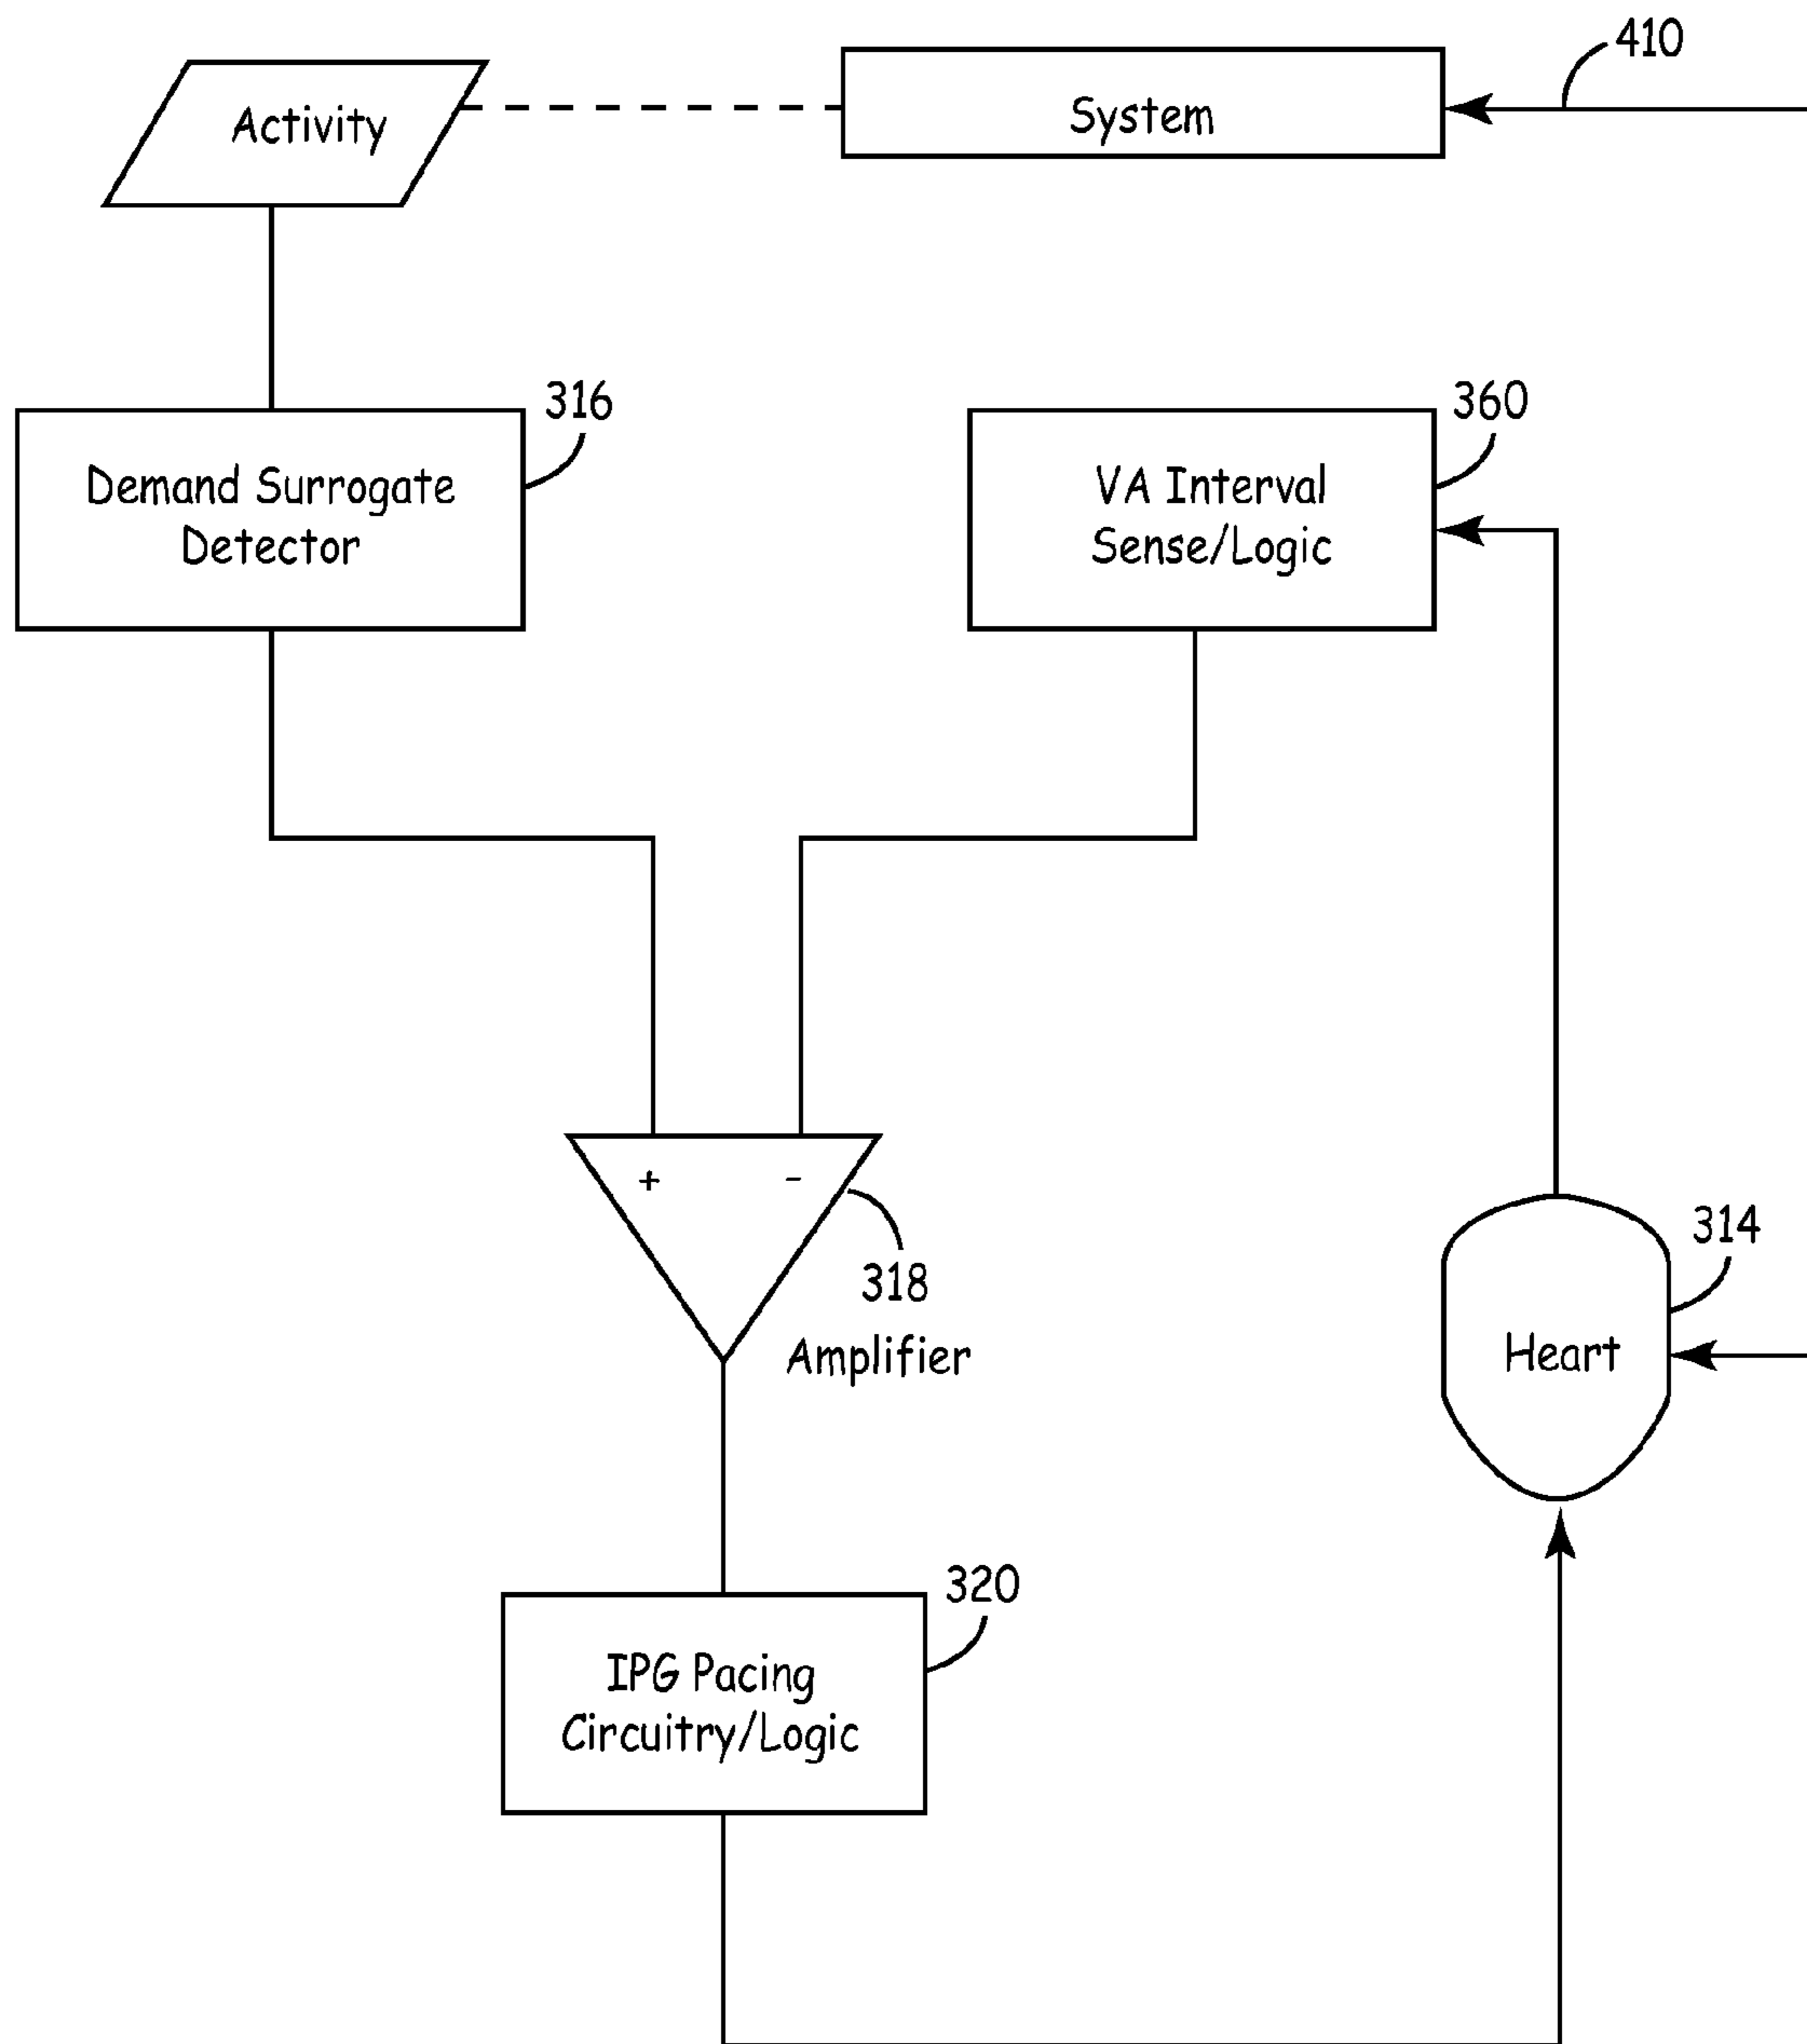 410
Activity
System
316
360
Demand Surrogate
Detector
VA Interval
Sense/Logic
+
-
314
318
Amplifier
Heart
320
IPG Pacing
Circuitry/Logic